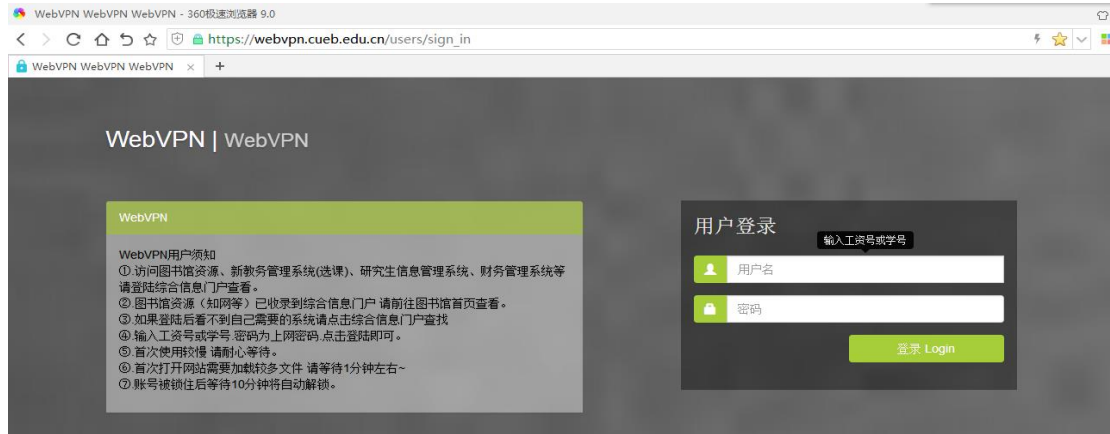 WebVPN WebVPN WebVPN - 360极速浏览器 9.0
https://webvpn.cueb.edu.cn/users/sign_in
WebVPN WebVPN WebVPN × +
WebVPN | WebVPN
WebVPN
WebVPN用户须知
①.访问图书馆资源、新教务管理系统(选课)、研究生信息管理系统、财务管理系统等
请登陆综合信息门户查看。
②.图书馆资源（知网等）已收录到综合信息门户 请前往图书馆首页查看。
③.如果登陆后看不到自己需要的系统请点击综合信息门户查找
④.输入工资号或学号.密码为上网密码.点击登陆即可。
⑤.首次使用较慢 请耐心等待。
⑥.首次打开网站需要加载较多文件 请等待1分钟左右~
⑦.账号被锁住后等待10分钟将自动解锁。
用户登录
输入工资号或学号
用户名
密码
登录 Login